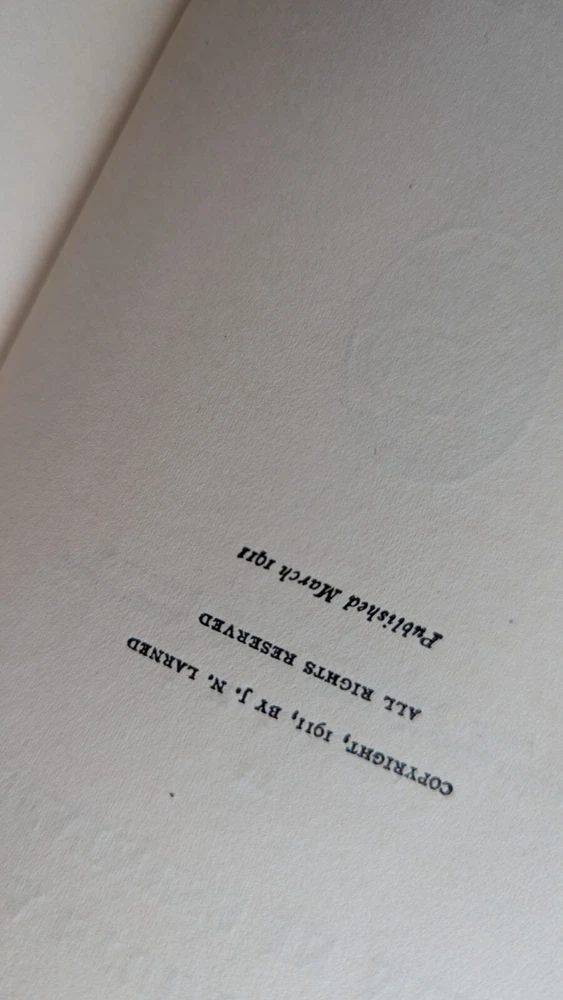 COPYRIGHT, 1911, BY J. N. LARNED
ALL RIGHTS RESERVED
Published March 1911